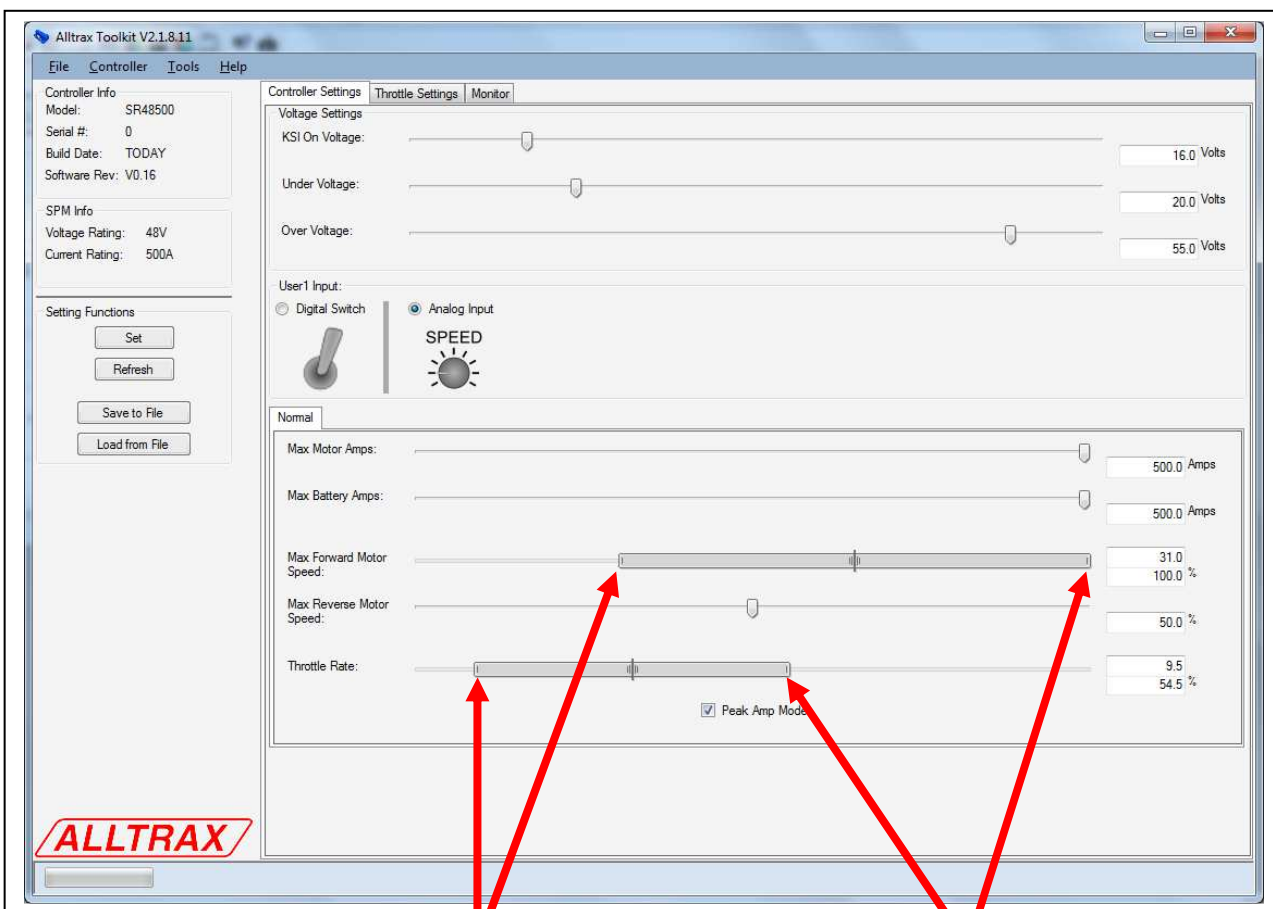 Alltrax Toolkit V2.1.8.11
File Controller Tools Help
Controller Info
Model: SR48500
Serial #: 0
Build Date: TODAY
Software Rev: V0.16
SPM Info
Voltage Rating: 48V
Current Rating: 500A
Setting Functions
Set
Refresh
Save to File
Load from File
ALLTRAX
Controller Settings Throttle Settings Monitor
Voltage Settings
KSI On Voltage: 16.0 Volts
Under Voltage: 20.0 Volts
Over Voltage: 55.0 Volts
User1 Input:
Digital Switch Analog Input
SPEED
Normal
Max Motor Amps: 500.0 Amps
Max Battery Amps: 500.0 Amps
Max Forward Motor 31.0
Speed: 100.0 %
Max Reverse Motor
Speed: 50.0 %
Throttle Rate: 9.5
54.5 %
Peak Amp Mode